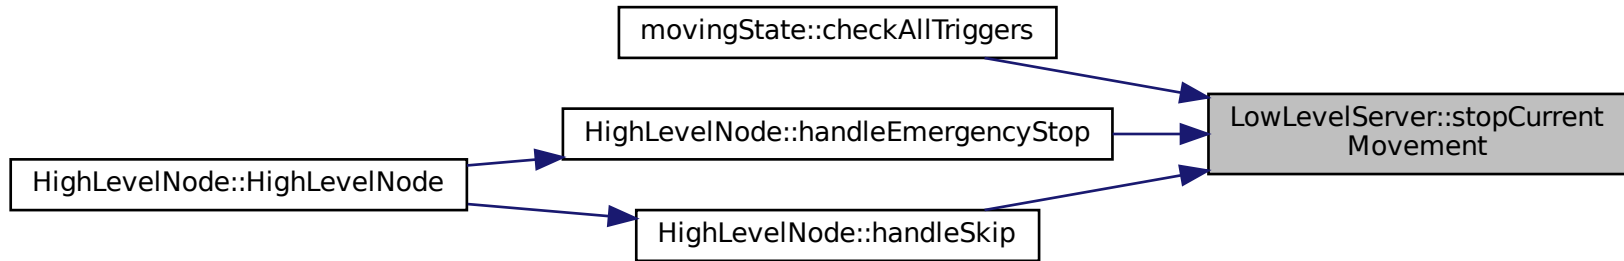 movingState::checkAllTriggers
LowLevelServer::stopCurrent
Movement
HighLevelNode::handleEmergencyStop
HighLevelNode::HighLevelNode
HighLevelNode::handleSkip